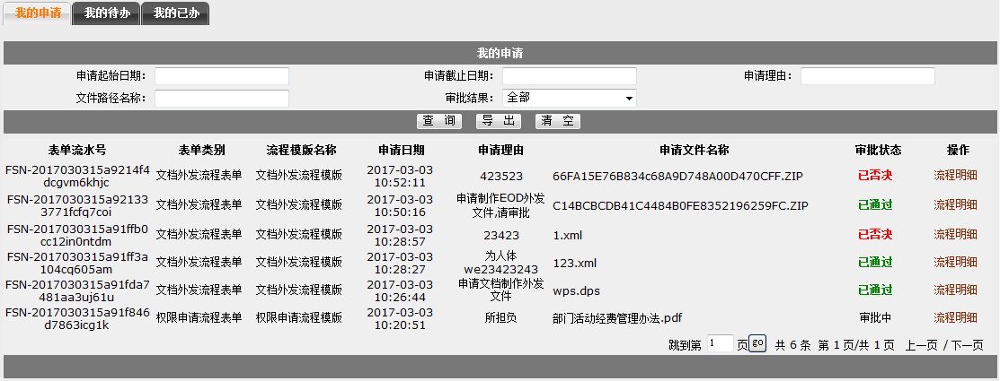 我的申请 我的待办 我的已办
我的申请
申请起始日期： 申请截止日期： 申请理由：
文件路径名称： 审批结果： 全部
查 询 导 出 清 空
表单流水号 表单类别 流程模版名称 申请日期 申请理由 申请文件名称 审批状态 操作
FSN-2017030315a9214f4
dcgvm6khjc 文档外发流程表单 文档外发流程模版 2017-03-03
10:52:11 423523 66FA15E76B834c68A9D748A00D470CFF.ZIP 已否决 流程明细
FSN-2017030315a92133
3771fcfq7coi 文档外发流程表单 文档外发流程模版 2017-03-03
10:50:16 申请制作EOD外发
文件,请审批 C14BCBCDB41C4484B0FE8352196259FC.ZIP 已通过 流程明细
FSN-2017030315a91ffb0
cc12in0ntdm 文档外发流程表单 文档外发流程模版 2017-03-03
10:28:57 23423 1.xml 已否决 流程明细
FSN-2017030315a91ff3a
104cq605am 文档外发流程表单 文档外发流程模版 2017-03-03
10:28:27 为人体
we23423243 123.xml 已通过 流程明细
FSN-2017030315a91fda7
481aa3uj61u 文档外发流程表单 文档外发流程模版 2017-03-03
10:26:44 申请文档制作外发
文件 wps.dps 已通过 流程明细
FSN-2017030315a91f846
d7863icg1k 权限申请流程表单 权限申请流程模版 2017-03-03
10:20:51 所担负 部门活动经费管理办法.pdf 审批中 流程明细
跳到第 1 页 go 共 6 条 第 1 页/共 1 页 上一页 / 下一页